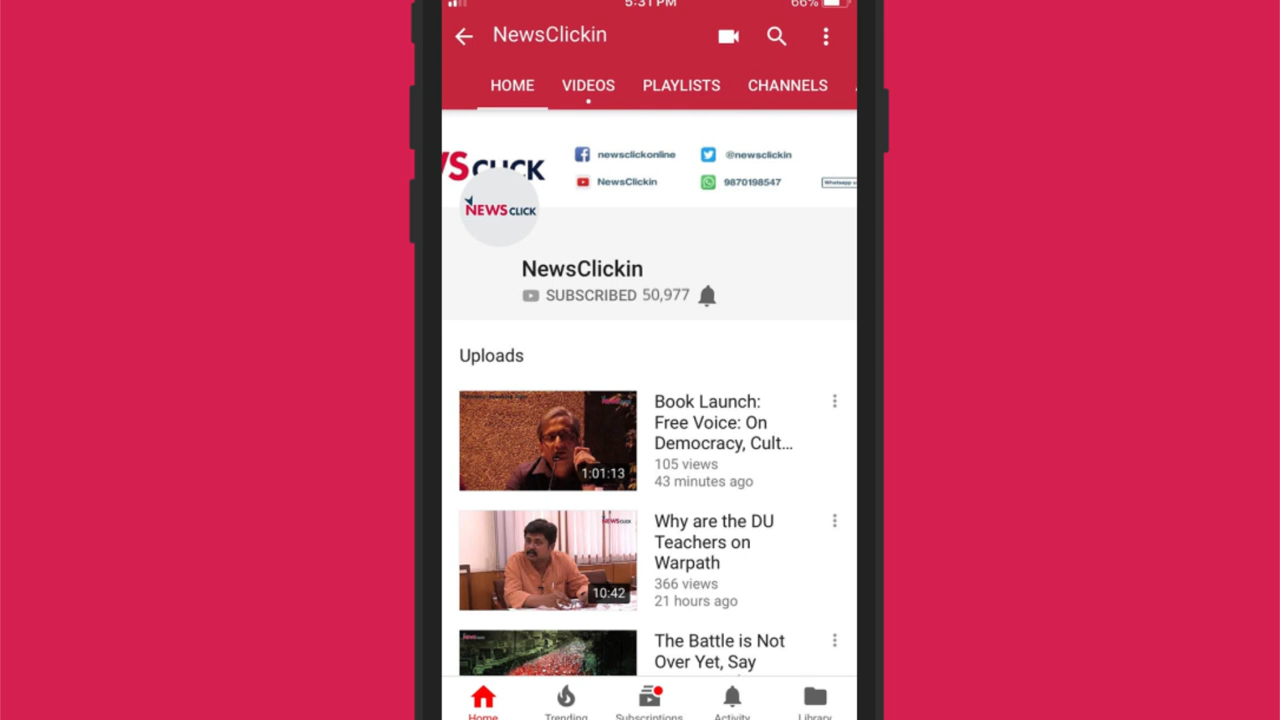 5:31 PM 66%
NewsClickin
HOME VIDEOS PLAYLISTS CHANNELS
CLICK
newsclickonline @newsclickin
NewsClickin 9870198547
Whatsapp
NEWS CLICK
NewsClickin
SUBSCRIBED 50,977
Uploads
Book Launch:
Free Voice: On
Democracy, Cult...
105 views
43 minutes ago
1:01:13
NEWS CLICK
Why are the DU
Teachers on
Warpath
366 views
21 hours ago
10:42
The Battle is Not
Over Yet, Say
Home Trending Subscriptions Activity Library